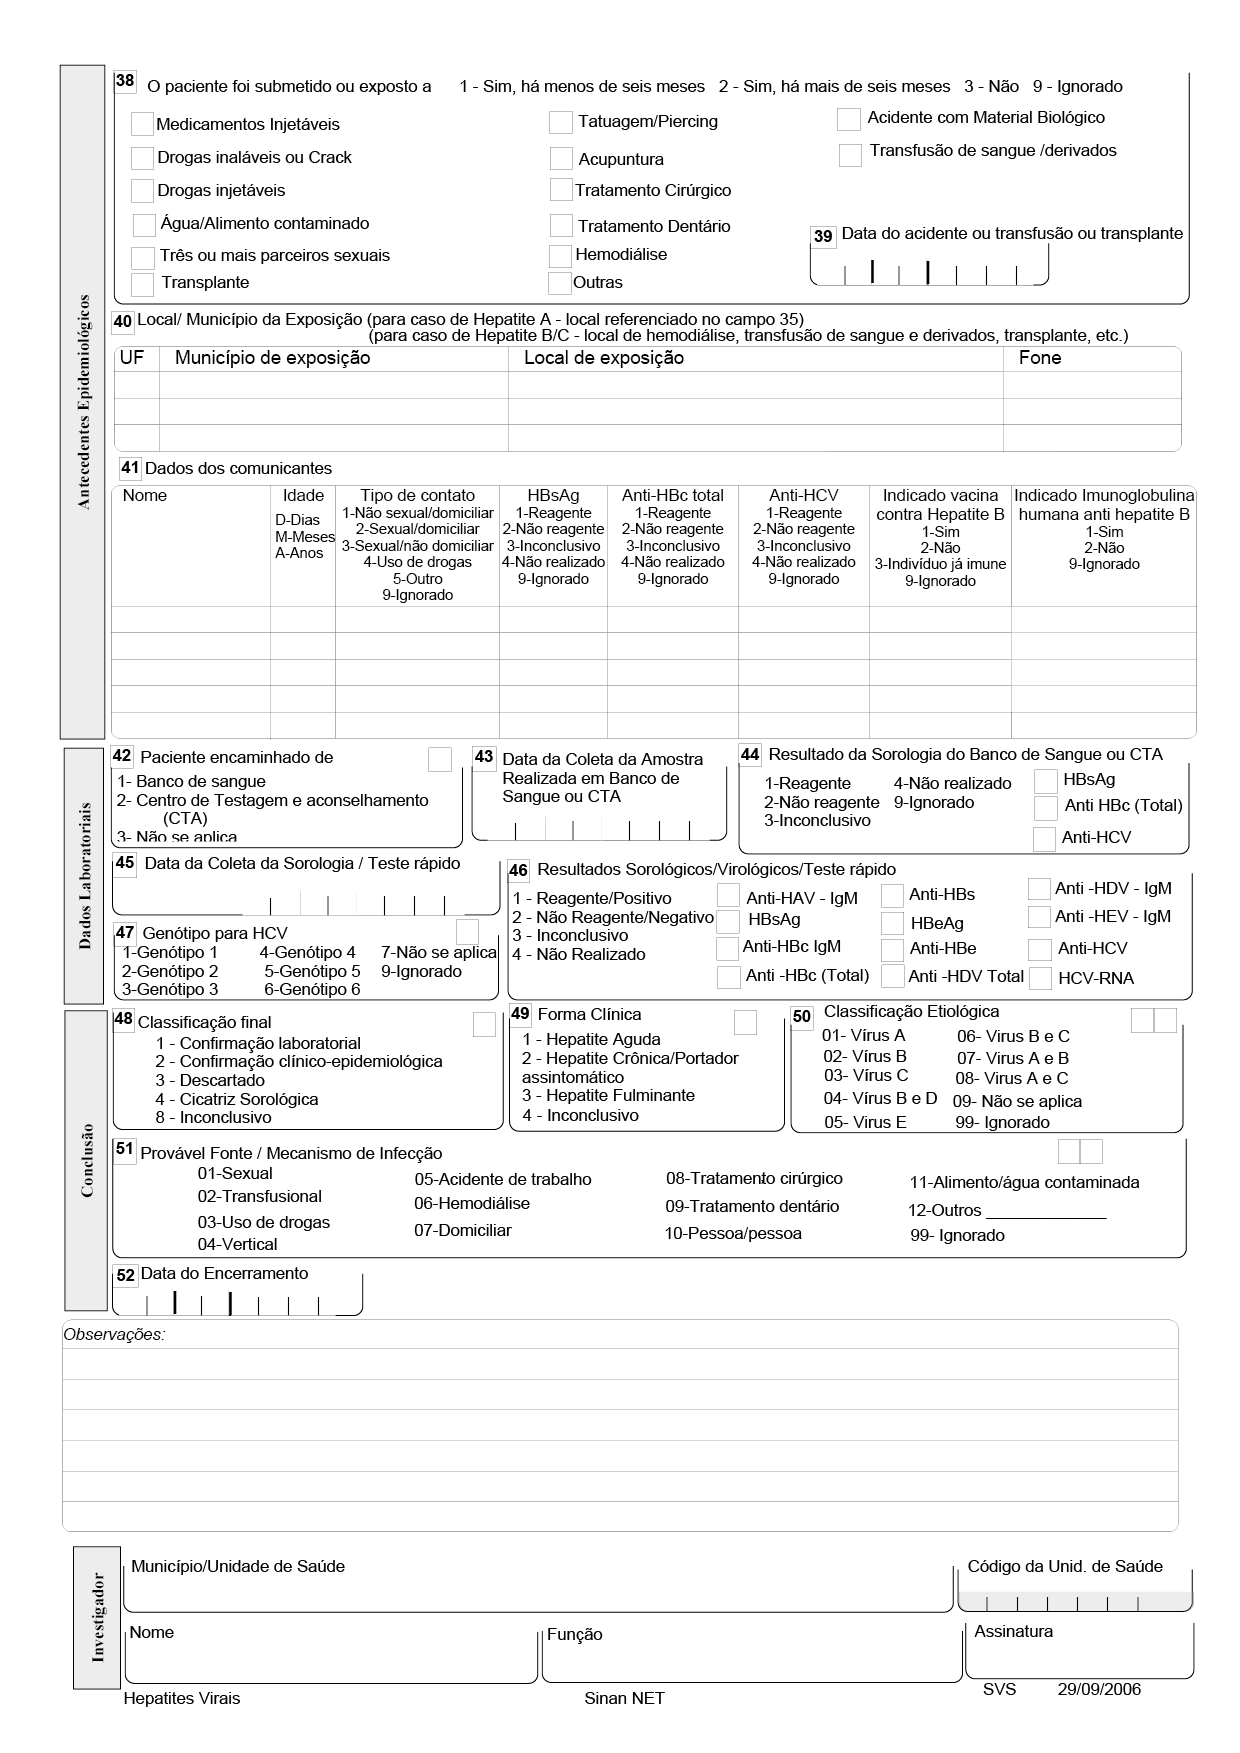 Antecedentes Epidemiológicos
38 O paciente foi submetido ou exposto a 1 - Sim, há menos de seis meses 2 - Sim, há mais de seis meses 3 - Não 9 - Ignorado
Medicamentos Injetáveis
Drogas inaláveis ou Crack
Drogas injetáveis
Água/Alimento contaminado
Três ou mais parceiros sexuais
Transplante
Tatuagem/Piercing
Acupuntura
Tratamento Cirúrgico
Tratamento Dentário
Hemodiálise
Outras
Acidente com Material Biológico
Transfusão de sangue /derivados
39 Data do acidente ou transfusão ou transplante
40 Local/ Município da Exposição (para caso de Hepatite A - local referenciado no campo 35)
(para caso de Hepatite B/C - local de hemodiálise, transfusão de sangue e derivados, transplante, etc.)
UF Município de exposição Local de exposição Fone
41 Dados dos comunicantes
Nome
Idade
D-Dias
M-Meses
A-Anos
Tipo de contato
1-Não sexual/domiciliar
2-Sexual/domiciliar
3-Sexual/não domiciliar
4-Uso de drogas
5-Outro
9-Ignorado
HBsAg
1-Reagente
2-Não reagente
3-Inconclusivo
4-Não realizado
9-Ignorado
Anti-HBc total
1-Reagente
2-Não reagente
3-Inconclusivo
4-Não realizado
9-Ignorado
Anti-HCV
1-Reagente
2-Não reagente
3-Inconclusivo
4-Não realizado
9-Ignorado
Indicado vacina
contra Hepatite B
1-Sim
2-Não
3-Indivíduo já imune
9-Ignorado
Indicado Imunoglobulina
humana anti hepatite B
1-Sim
2-Não
9-Ignorado
Dados Laboratoriais
42 Paciente encaminhado de
1- Banco de sangue
2- Centro de Testagem e aconselhamento
(CTA)
3- Não se aplica
43 Data da Coleta da Amostra
Realizada em Banco de
Sangue ou CTA
44 Resultado da Sorologia do Banco de Sangue ou CTA
1-Reagente 4-Não realizado
2-Não reagente 9-Ignorado
3-Inconclusivo
HBsAg
Anti HBc (Total)
Anti-HCV
45 Data da Coleta da Sorologia / Teste rápido
46 Resultados Sorológicos/Virológicos/Teste rápido
1 - Reagente/Positivo
2 - Não Reagente/Negativo
3 - Inconclusivo
4 - Não Realizado
Anti-HAV - IgM
HBsAg
Anti-HBc IgM
Anti -HBc (Total)
Anti-HBs
HBeAg
Anti-HBe
Anti -HDV Total
Anti -HDV - IgM
Anti -HEV - IgM
Anti-HCV
HCV-RNA
47 Genótipo para HCV
1-Genótipo 1 4-Genótipo 4 7-Não se aplica
2-Genótipo 2 5-Genótipo 5 9-Ignorado
3-Genótipo 3 6-Genótipo 6
Conclusão
48 Classificação final
1 - Confirmação laboratorial
2 - Confirmação clínico-epidemiológica
3 - Descartado
4 - Cicatriz Sorológica
8 - Inconclusivo
49 Forma Clínica
1 - Hepatite Aguda
2 - Hepatite Crônica/Portador
assintomático
3 - Hepatite Fulminante
4 - Inconclusivo
50 Classificação Etiológica
01- Vírus A 06- Virus B e C
02- Vírus B 07- Virus A e B
03- Vírus C 08- Virus A e C
04- Vírus B e D 09- Não se aplica
05- Virus E 99- Ignorado
51 Provável Fonte / Mecanismo de Infecção
01-Sexual
02-Transfusional
03-Uso de drogas
04-Vertical
05-Acidente de trabalho
06-Hemodiálise
07-Domiciliar
08-Tratamento cirúrgico
09-Tratamento dentário
10-Pessoa/pessoa
11-Alimento/água contaminada
12-Outros _____________
99- Ignorado
52 Data do Encerramento
Observações:
Investigador
Município/Unidade de Saúde Código da Unid. de Saúde
Nome Função Assinatura
Hepatites Virais Sinan NET SVS 29/09/2006